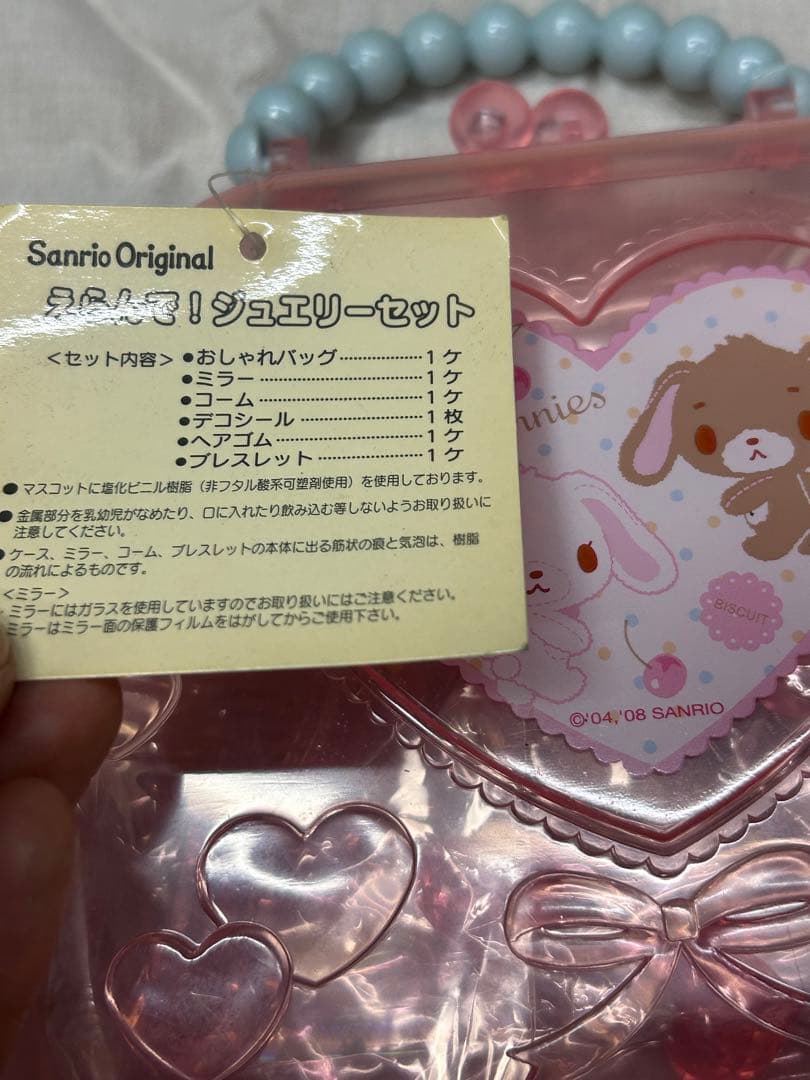 Sanrio Original
えらんで!ジュエリーセット
<セット内容> ●おしゃれバッグ…………………1ケ
●ミラー………………………………1ケ
●コーム………………………………1ケ
●デコシール…………………………1枚
●ヘアゴム……………………………1ケ
●ブレスレット………………………1ケ
●マスコットに塩化ビニル樹脂(非フタル酸系可塑剤使用)を使用しております。
●金属部分を乳幼児がなめたり、口に入れたり飲み込む等しないようお取り扱いに
注意してください。
●ケース、ミラー、コーム、ブレスレットの本体に出る筋状の痕と気泡は、樹脂
の流れによるものです。
<ミラー>
ミラーにはガラスを使用していますのでお取り扱いにはご注意ください。
ミラーはミラー面の保護フィルムをはがしてからご使用下さい。
nnies
BISCUIT
©'04,'08 SANRIO